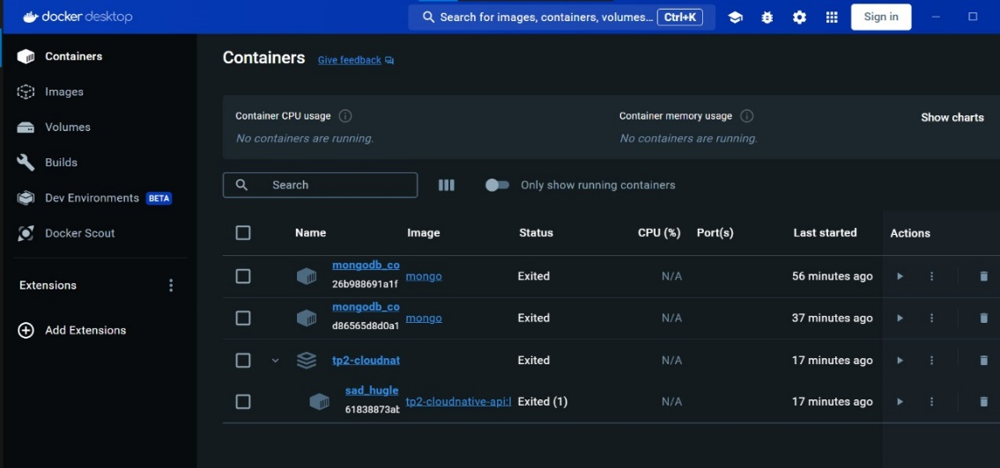 docker desktop
Search for images, containers, volumes... Ctrl+K
Sign in
Containers
Images
Volumes
Builds
Dev Environments BETA
Docker Scout
Extensions
Add Extensions
Containers Give feedback
Container CPU usage
No containers are running.
Container memory usage
No containers are running.
Show charts
Search
Only show running containers
Name Image Status CPU (%) Port(s) Last started Actions
mongodb_co
26b988691a1f mongo Exited N/A 56 minutes ago
mongodb_co
d86565d8d0a1 mongo Exited N/A 37 minutes ago
tp2-cloudnat Exited N/A 17 minutes ago
sad_hugle
61838873ab tp2-cloudnative-api:l Exited (1) N/A 17 minutes ago